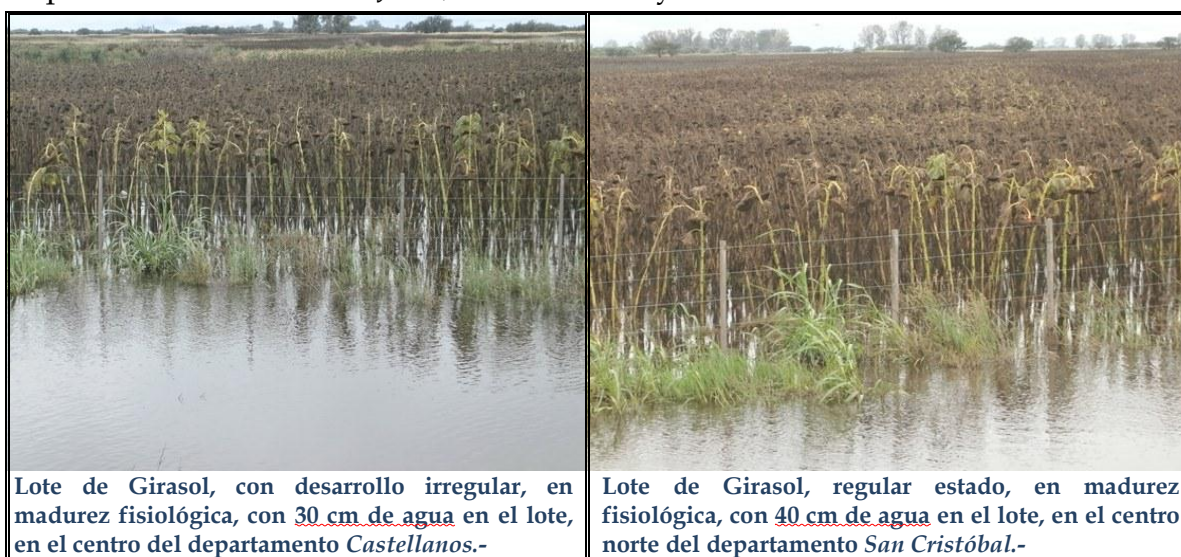 Lote de Girasol, con desarrollo irregular, en
madurez fisiológica, con 30 cm de agua en el lote,
en el centro del departamento Castellanos.-
Lote de Girasol, regular estado, en madurez
fisiológica, con 40 cm de agua en el lote, en el centro
norte del departamento San Cristóbal.-